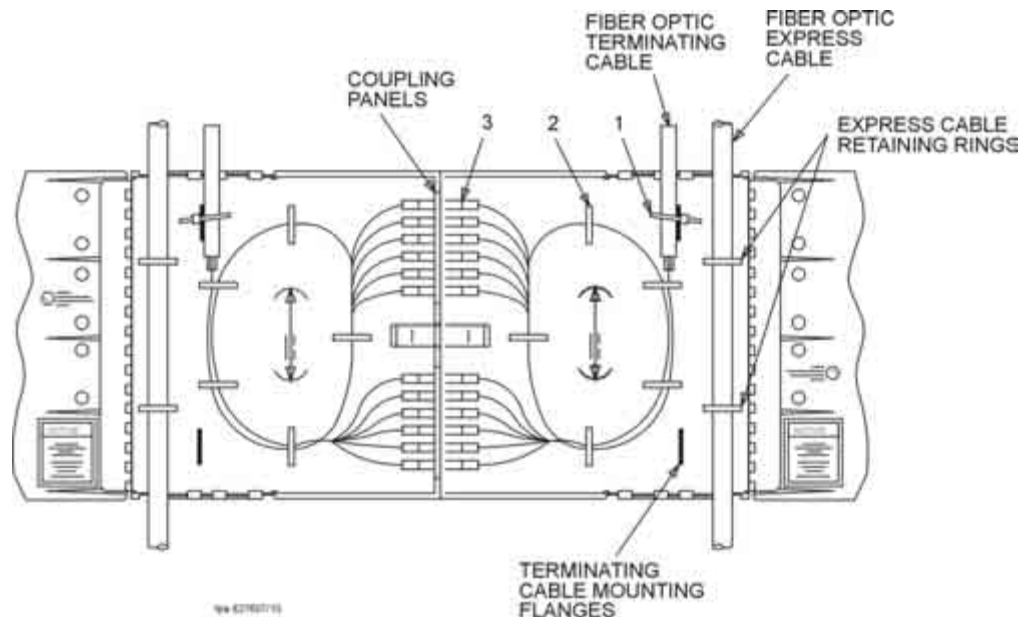 FIBER OPTIC
TERMINATING
CABLE
FIBER OPTIC
EXPRESS
CABLE
COUPLING
PANELS
3
2
1
EXPRESS CABLE
RETAINING RINGS
TERMINATING
CABLE MOUNTING
FLANGES